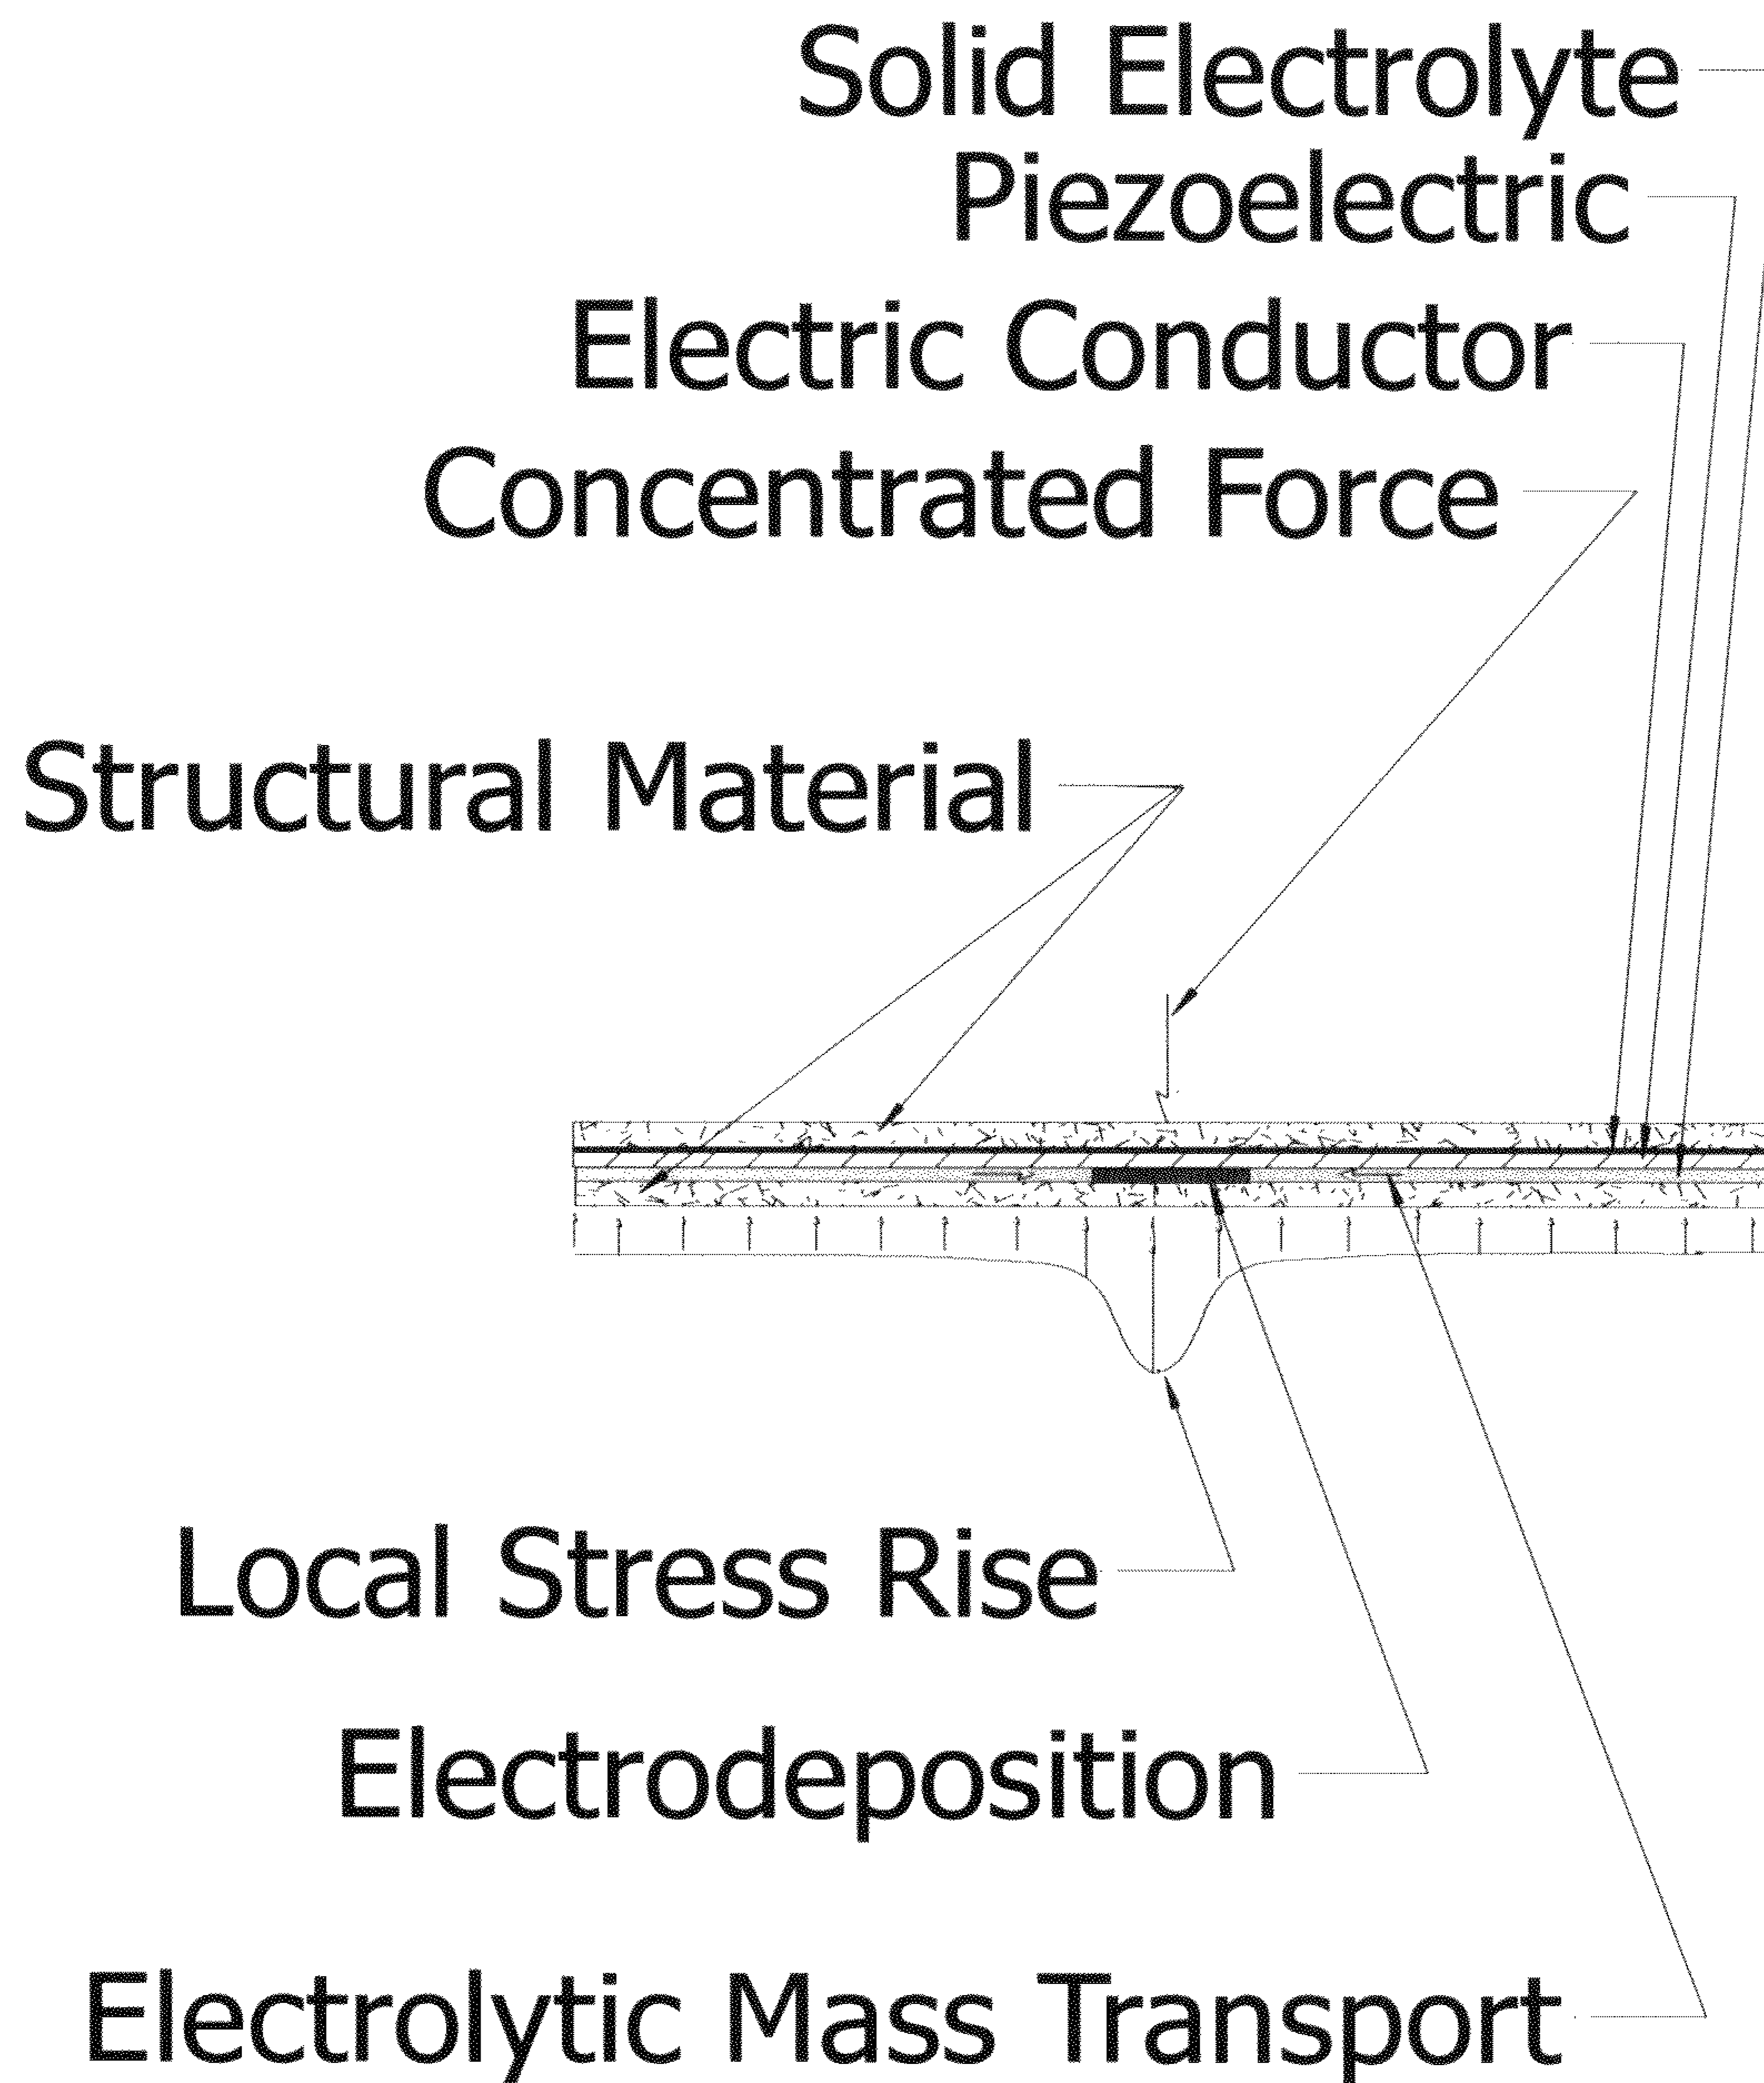 Solid Electrolyte
Piezoelectric
Electric Conductor
Concentrated Force
Structural Material
Local Stress Rise
Electrodeposition
Electrolytic Mass Transport